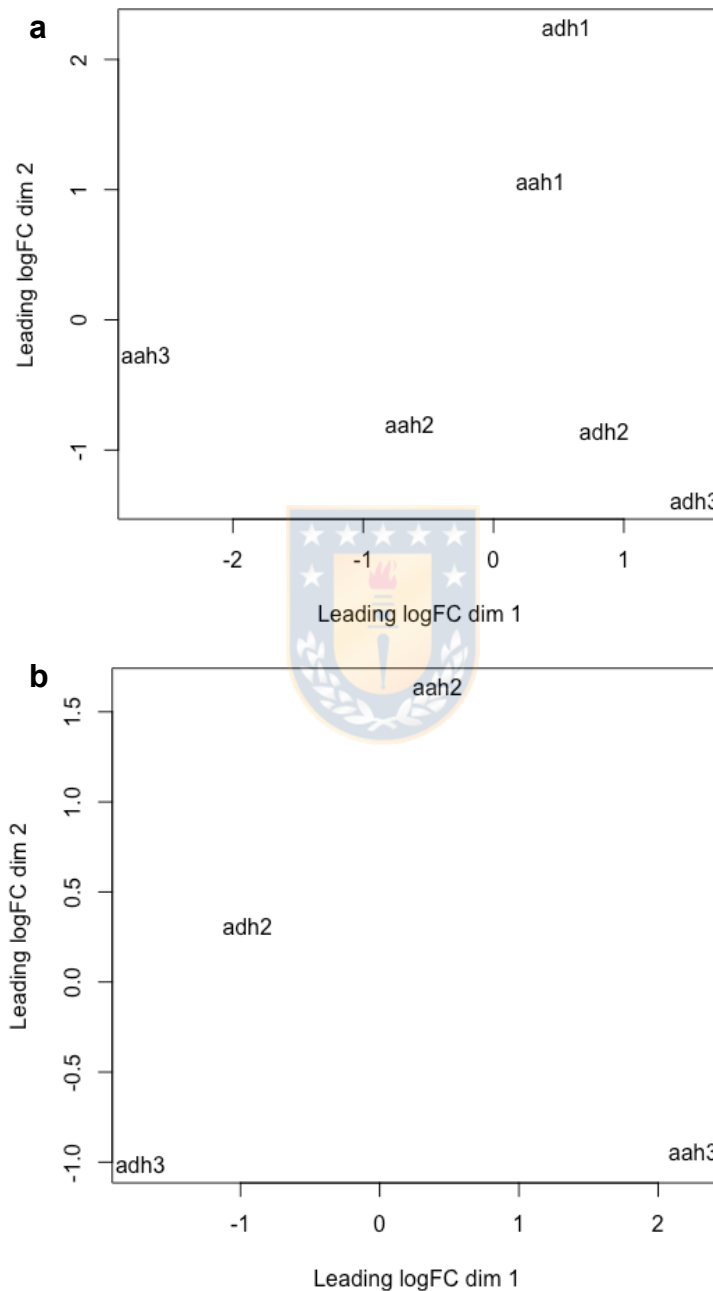 a
adh1
2
aah1
1
Leading logFC dim 2
0
aah3
aah2
adh2
-1
adh3
-2 -1 0 1
Leading logFC dim 1
b
aah2
1.5
1.0
0.5
adh2
Leading logFC dim 2
0.0
-0.5
-1.0
adh3
aah3
-1 0 1 2
Leading logFC dim 1